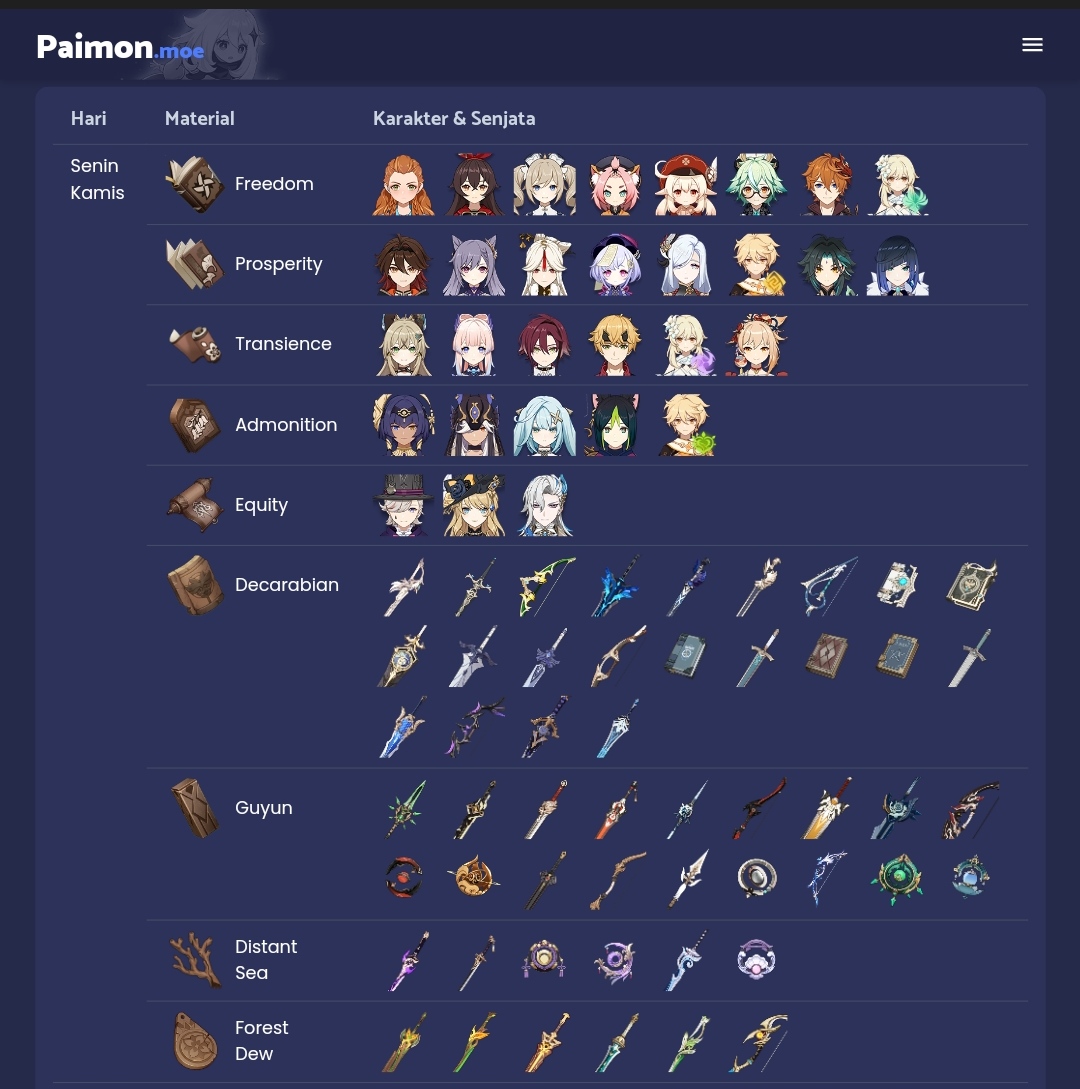 Paimon.moe
Hari Material Karakter & Senjata
Senin
Kamis
Freedom
Prosperity
Transience
Admonition
Equity
Decarabian
Guyun
Distant
Sea
Forest
Dew